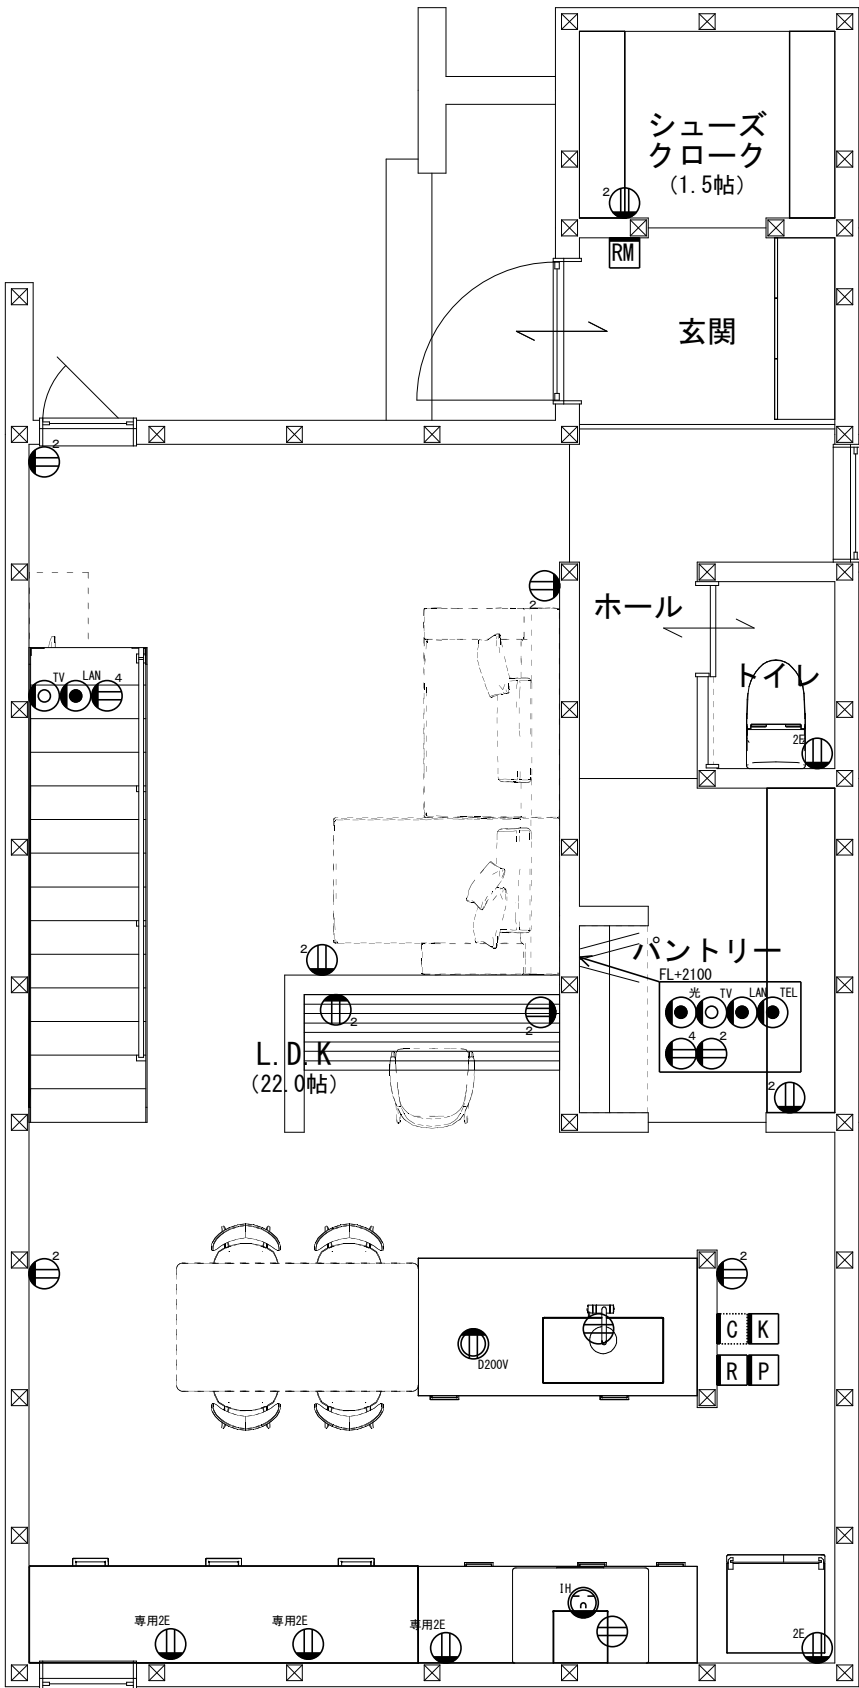 シューズ
クローク
(1.5帖)
2
RM
玄関
2
2
ホール
トイレ
TV
LAN
4
2E
2
パントリー
FL+2100
光
TV
LAN
TEL
2
2
4
2
L.D.K
(22.0帖)
2
2
2
C
K
D200V
R
P
IH
専用2E
専用2E
専用2E
2E